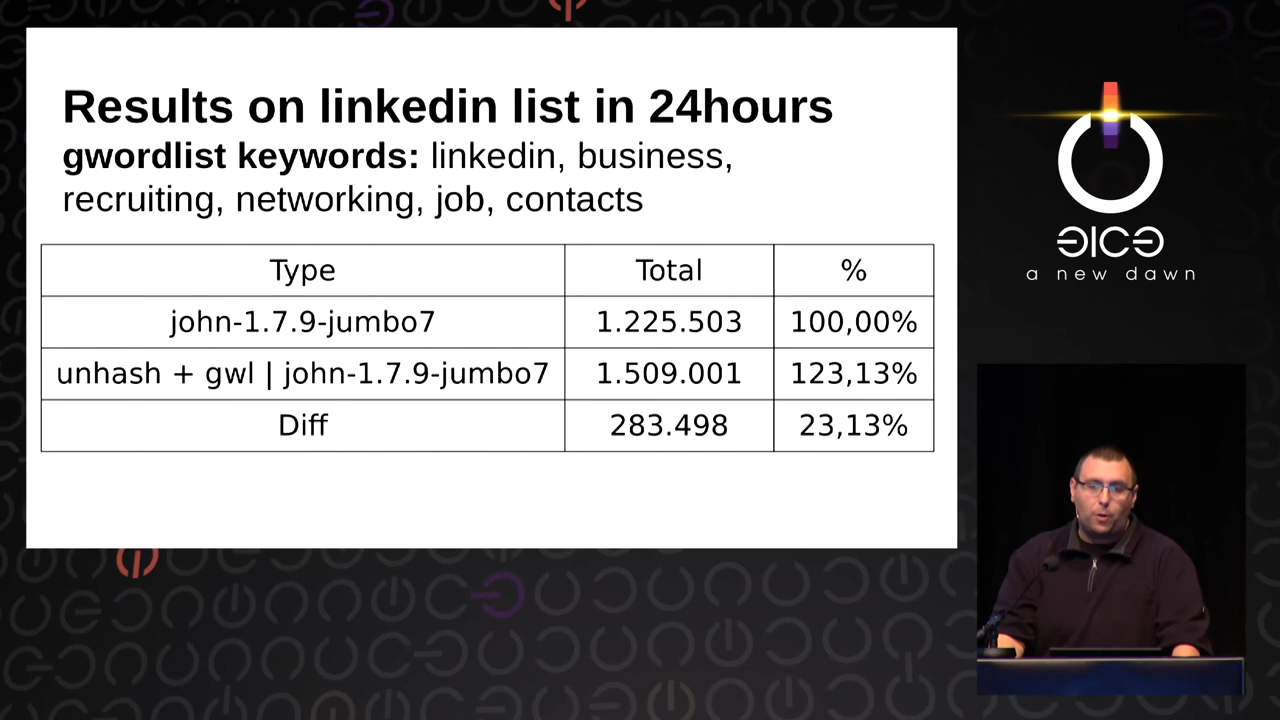 Results on linkedin list in 24hours
gwordlist keywords: linkedin, business,
recruiting, networking, job, contacts
Type Total %
john-1.7.9-jumbo7 1.225.503 100,00%
unhash + gwl | john-1.7.9-jumbo7 1.509.001 123,13%
Diff 283.498 23,13%
a new dawn